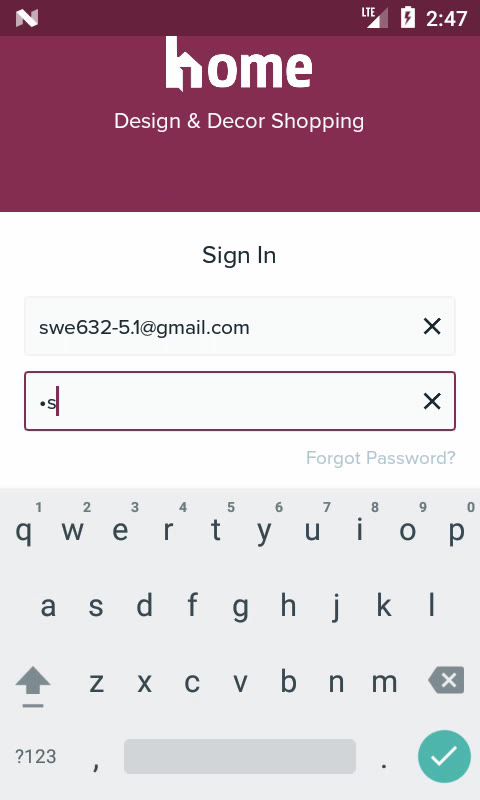 LTE 2:47
home
Design & Decor Shopping
Sign In
swe632-5.1@gmail.com
•s
Forgot Password?
1 2 3 4 5 6 7 8 9 0
q w e r t y u i o p
a s d f g h j k l
z x c v b n m
?123 , .